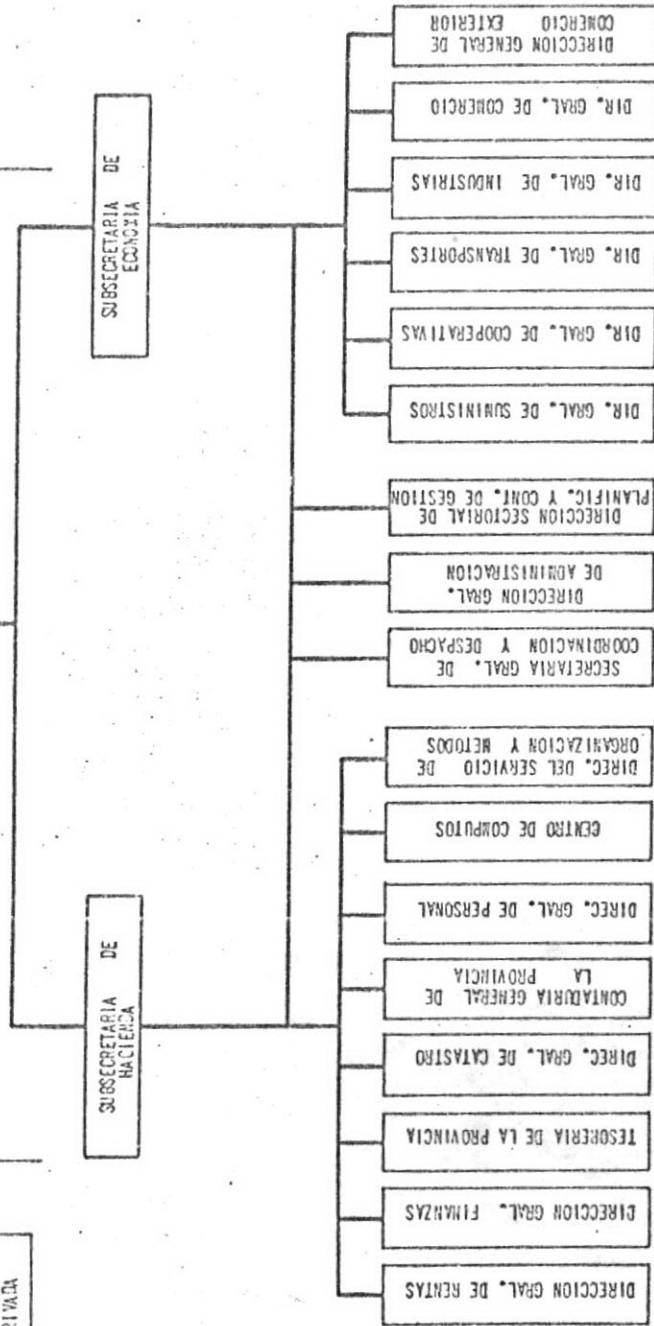 RIVADA
SUBSECRETARIA DE
HACIENDA
SUBSECRETARIA DE
ECONOMIA
DIRECCION GRAL. DE RENTAS
DIRECCION GRAL. FINANZAS
TESORERIA DE LA PROVINCIA
DIREC. GRAL. DE CATASTRO
CONTADURIA GENERAL DE
LA PROVINCIA
DIREC. GRAL. DE PERSONAL
CENTRO DE COMPUTOS
DIREC. DEL SERVICIO DE
ORGANIZACION Y METODOS
SECRETARIA GRAL. DE
COORDINACION Y DESPACHO
DIRECCION GRAL.
DE ADMINISTRACION
DIRECCION SECTORIAL DE
PLANIFIC. Y CONT. DE GESTION
DIR. GRAL. DE SUMINISTROS
DIR. GRAL. DE COOPERATIVAS
DIR. GRAL. DE TRANSPORTES
DIR. GRAL. DE INDUSTRIAS
DIR. GRAL. DE COMERCIO
DIRECCION GENERAL DE
COMERCIO EXTERIOR